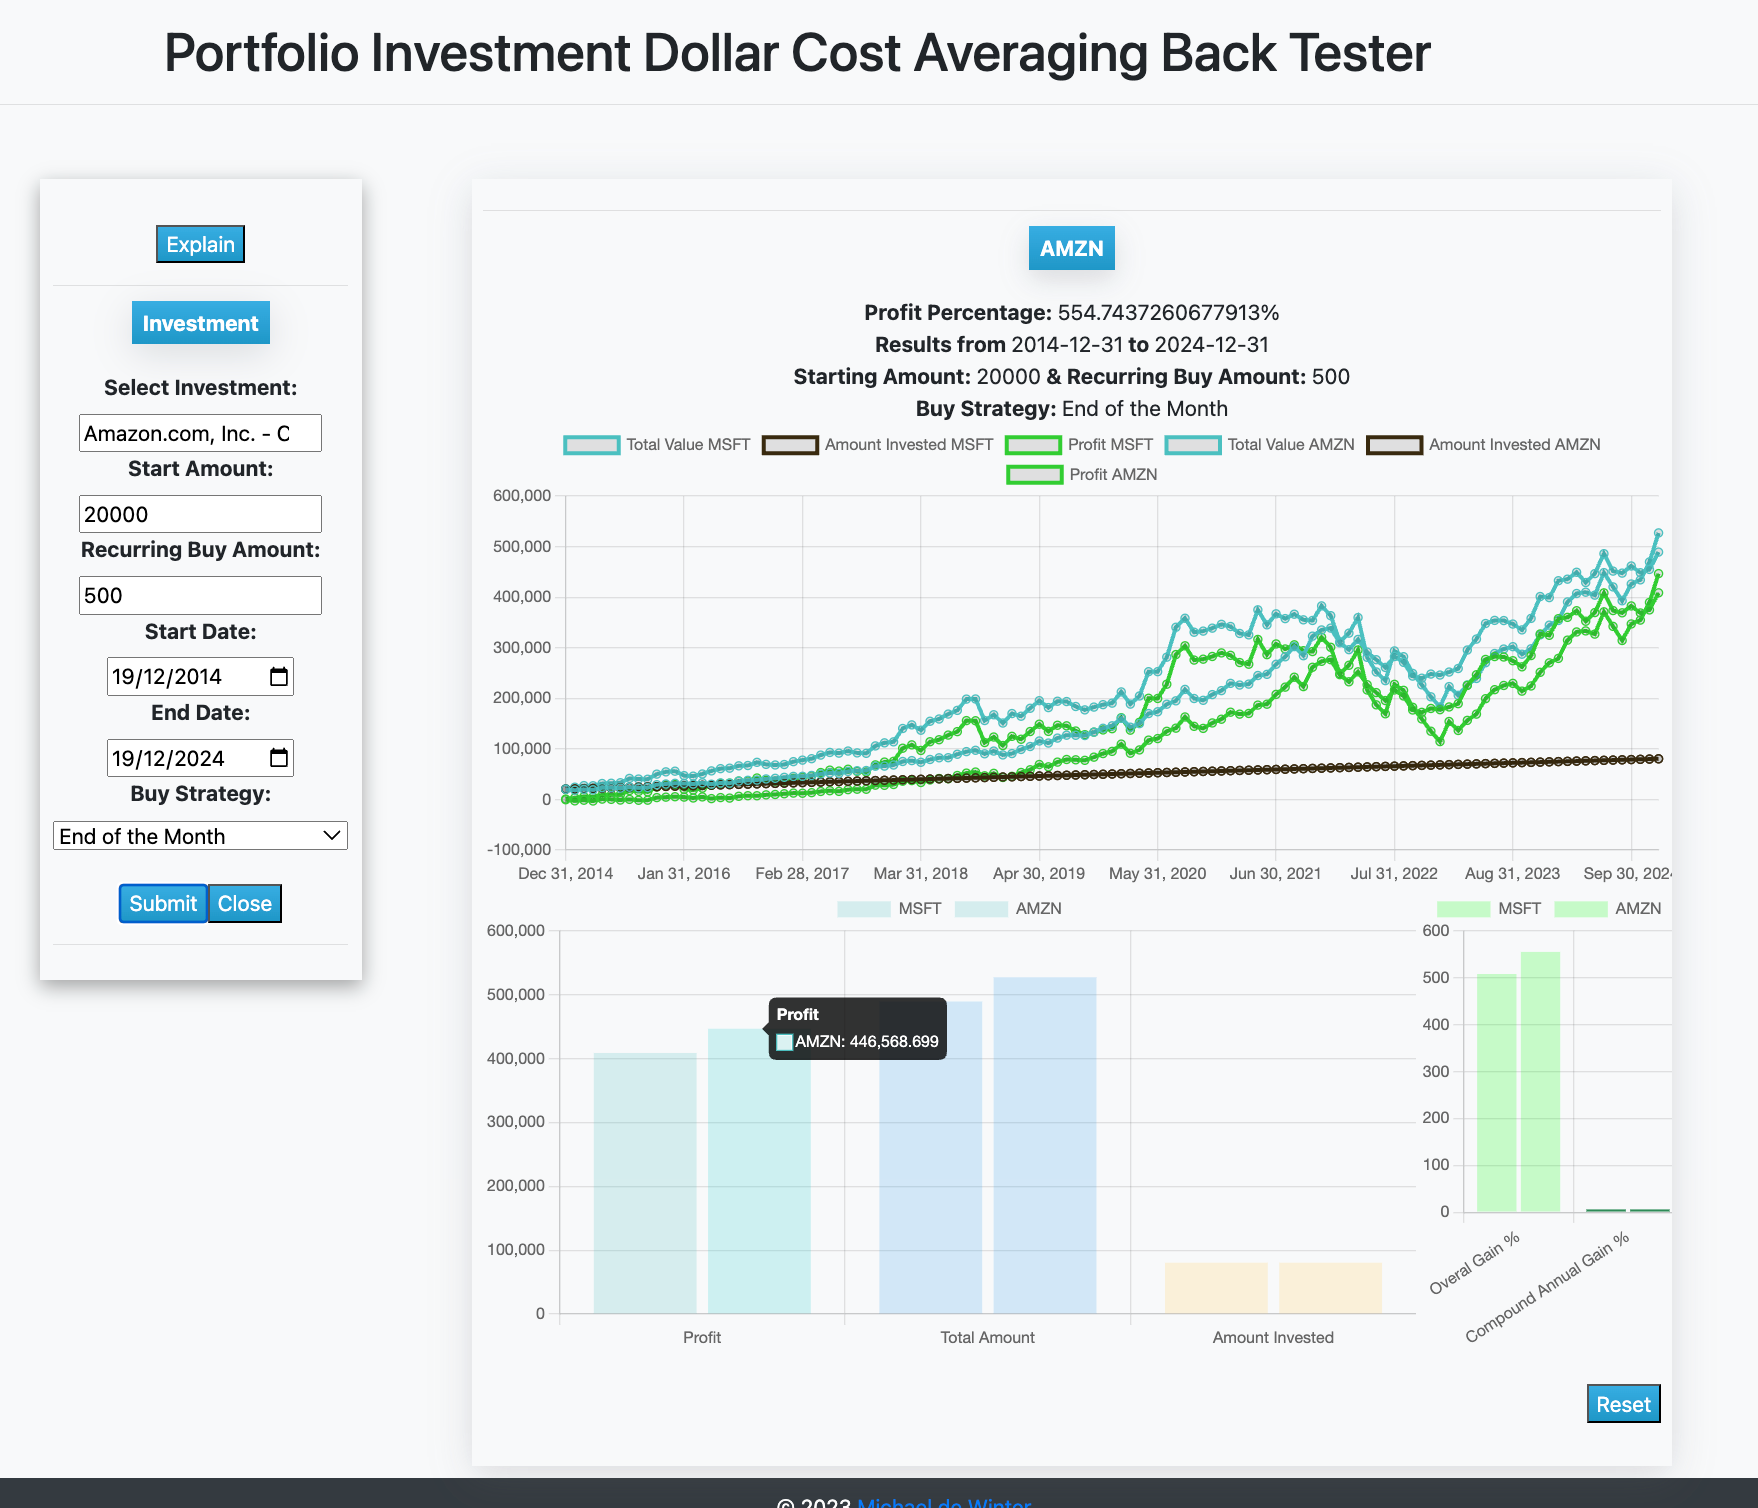 Portfolio Investment Dollar Cost Averaging Back Tester
Explain
Investment
Select Investment:
Amazon.com, Inc. - C
Start Amount:
20000
Recurring Buy Amount:
500
Start Date:
19/12/2014
End Date:
19/12/2024
Buy Strategy:
End of the Month
Submit Close
AMZN
Profit Percentage: 554.7437260677913%
Results from 2014-12-31 to 2024-12-31
Starting Amount: 20000 & Recurring Buy Amount: 500
Buy Strategy: End of the Month
Total Value MSFT Amount Invested MSFT Profit MSFT Total Value AMZN Amount Invested AMZN
Profit AMZN
600,000
500,000
400,000
300,000
200,000
100,000
0
-100,000
Dec 31, 2014 Jan 31, 2016 Feb 28, 2017 Mar 31, 2018 Apr 30, 2019 May 31, 2020 Jun 30, 2021 Jul 31, 2022 Aug 31, 2023 Sep 30, 2024
MSFT AMZN
600,000
500,000
400,000
300,000
200,000
100,000
0
Profit
AMZN: 446,568.699
Profit Total Amount Amount Invested
MSFT AMZN
600
500
400
300
200
100
0
Overal Gain %
Compound Annual Gain %
Reset
© 2023 Michael de Winter